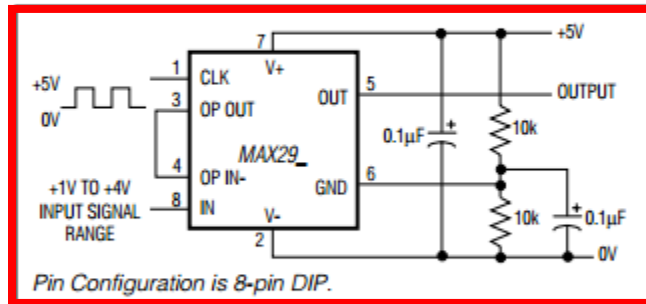 7
+5V
1
CLK
V+
+5V
3
OP OUT
OUT
5
OUTPUT
0V
0.1µF
+
10k
MAX29_
4
OP IN-
GND
6
+1V TO +4V
INPUT SIGNAL
RANGE
8
IN
V-
2
10k
+
0.1µF
0V
Pin Configuration is 8-pin DIP.